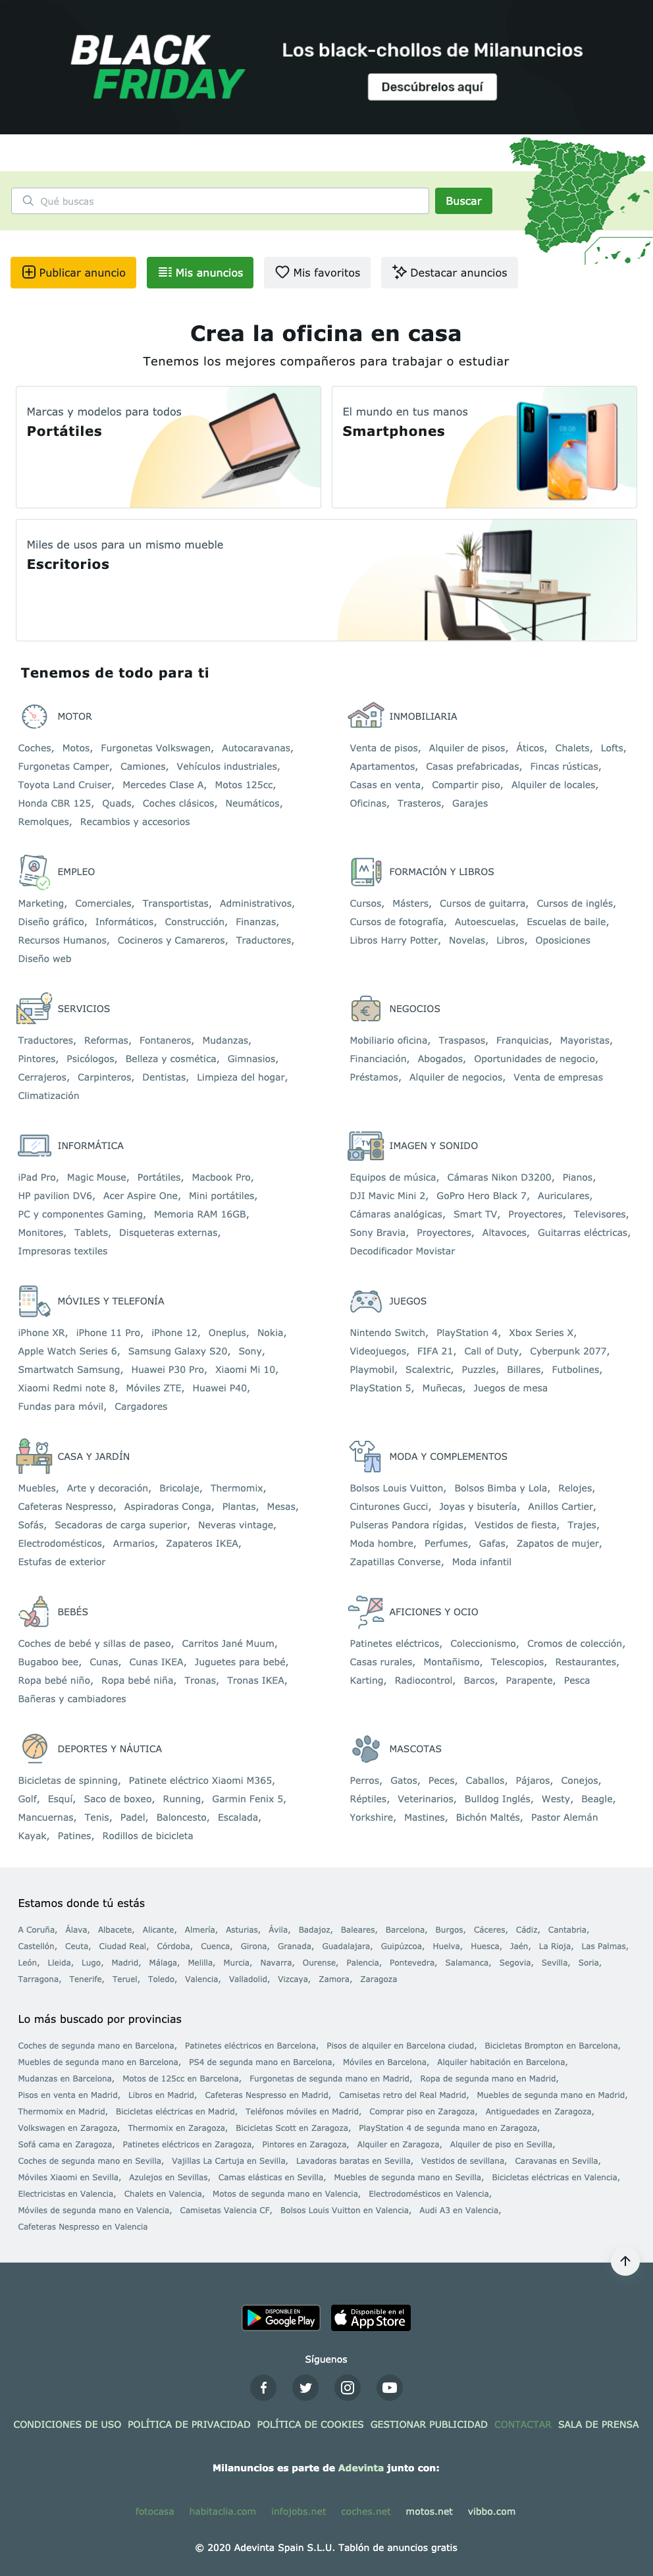 BLACK
FRIDAY
Los black-chollos de Milanuncios
Descúbrelos aquí
Qué buscas
Buscar
Publicar anuncio
Mis anuncios
Mis favoritos
Destacar anuncios
Crea la oficina en casa
Tenemos los mejores compañeros para trabajar o estudiar
Marcas y modelos para todos
Portátiles
El mundo en tus manos
Smartphones
Miles de usos para un mismo mueble
Escritorios
Tenemos de todo para ti
MOTOR
Coches, Motos, Furgonetas Volkswagen, Autocaravanas,
Furgonetas Camper, Camiones, Vehículos industriales,
Toyota Land Cruiser, Mercedes Clase A, Motos 125cc,
Honda CBR 125, Quads, Coches clásicos, Neumáticos,
Remolques, Recambios y accesorios
INMOBILIARIA
Venta de pisos, Alquiler de pisos, Áticos, Chalets, Lofts,
Apartamentos, Casas prefabricadas, Fincas rústicas,
Casas en venta, Compartir piso, Alquiler de locales,
Oficinas, Trasteros, Garajes
EMPLEO
Marketing, Comerciales, Transportistas, Administrativos,
Diseño gráfico, Informáticos, Construcción, Finanzas,
Recursos Humanos, Cocineros y Camareros, Traductores,
Diseño web
FORMACIÓN Y LIBROS
Cursos, Másters, Cursos de guitarra, Cursos de inglés,
Cursos de fotografía, Autoescuelas, Escuelas de baile,
Libros Harry Potter, Novelas, Libros, Oposiciones
SERVICIOS
Traductores, Reformas, Fontaneros, Mudanzas,
Pintores, Psicólogos, Belleza y cosmética, Gimnasios,
Cerrajeros, Carpinteros, Dentistas, Limpieza del hogar,
Climatización
NEGOCIOS
Mobiliario oficina, Traspasos, Franquicias, Mayoristas,
Financiación, Abogados, Oportunidades de negocio,
Préstamos, Alquiler de negocios, Venta de empresas
INFORMÁTICA
iPad Pro, Magic Mouse, Portátiles, Macbook Pro,
HP pavilion DV6, Acer Aspire One, Mini portátiles,
PC y componentes Gaming, Memoria RAM 16GB,
Monitores, Tablets, Disqueteras externas,
Impresoras textiles
IMAGEN Y SONIDO
Equipos de música, Cámaras Nikon D3200, Pianos,
DJI Mavic Mini 2, GoPro Hero Black 7, Auriculares,
Cámaras analógicas, Smart TV, Proyectores, Televisores,
Sony Bravia, Proyectores, Altavoces, Guitarras eléctricas,
Decodificador Movistar
MÓVILES Y TELEFONÍA
iPhone XR, iPhone 11 Pro, iPhone 12, Oneplus, Nokia,
Apple Watch Series 6, Samsung Galaxy S20, Sony,
Smartwatch Samsung, Huawei P30 Pro, Xiaomi Mi 10,
Xiaomi Redmi note 8, Móviles ZTE, Huawei P40,
Fundas para móvil, Cargadores
JUEGOS
Nintendo Switch, PlayStation 4, Xbox Series X,
Videojuegos, FIFA 21, Call of Duty, Cyberpunk 2077,
Playmobil, Scalextric, Puzzles, Billares, Futbolines,
PlayStation 5, Muñecas, Juegos de mesa
CASA Y JARDÍN
Muebles, Arte y decoración, Bricolaje, Thermomix,
Cafeteras Nespresso, Aspiradoras Conga, Plantas, Mesas,
Sofás, Secadoras de carga superior, Neveras vintage,
Electrodomésticos, Armarios, Zapateros IKEA,
Estufas de exterior
MODA Y COMPLEMENTOS
Bolsos Louis Vuitton, Bolsos Bimba y Lola, Relojes,
Cinturones Gucci, Joyas y bisutería, Anillos Cartier,
Pulseras Pandora rígidas, Vestidos de fiesta, Trajes,
Moda hombre, Perfumes, Gafas, Zapatos de mujer,
Zapatillas Converse, Moda infantil
BEBÉS
Coches de bebé y sillas de paseo, Carritos Jané Muum,
Bugaboo bee, Cunas, Cunas IKEA, Juguetes para bebé,
Ropa bebé niño, Ropa bebé niña, Tronas, Tronas IKEA,
Bañeras y cambiadores
AFICIONES Y OCIO
Patinetes eléctricos, Coleccionismo, Cromos de colección,
Casas rurales, Montañismo, Telescopios, Restaurantes,
Karting, Radiocontrol, Barcos, Parapente, Pesca
DEPORTES Y NÁUTICA
Bicicletas de spinning, Patinete eléctrico Xiaomi M365,
Golf, Esquí, Saco de boxeo, Running, Garmin Fenix 5,
Mancuernas, Tenis, Padel, Baloncesto, Escalada,
Kayak, Patines, Rodillos de bicicleta
MASCOTAS
Perros, Gatos, Peces, Caballos, Pájaros, Conejos,
Réptiles, Veterinarios, Bulldog Inglés, Westy, Beagle,
Yorkshire, Mastines, Bichón Maltés, Pastor Alemán
Estamos donde tú estás
A Coruña, Álava, Albacete, Alicante, Almería, Asturias, Ávila, Badajoz, Baleares, Barcelona, Burgos, Cáceres, Cádiz, Cantabria,
Castellón, Ceuta, Ciudad Real, Córdoba, Cuenca, Girona, Granada, Guadalajara, Guipúzcoa, Huelva, Huesca, Jaén, La Rioja, Las Palmas,
León, Lleida, Lugo, Madrid, Málaga, Melilla, Murcia, Navarra, Ourense, Palencia, Pontevedra, Salamanca, Segovia, Sevilla, Soria,
Tarragona, Tenerife, Teruel, Toledo, Valencia, Valladolid, Vizcaya, Zamora, Zaragoza
Lo más buscado por provincias
Coches de segunda mano en Barcelona, Patinetes eléctricos en Barcelona, Pisos de alquiler en Barcelona ciudad, Bicicletas Brompton en Barcelona,
Muebles de segunda mano en Barcelona, PS4 de segunda mano en Barcelona, Móviles en Barcelona, Alquiler habitación en Barcelona,
Mudanzas en Barcelona, Motos de 125cc en Barcelona, Furgonetas de segunda mano en Madrid, Ropa de segunda mano en Madrid,
Pisos en venta en Madrid, Libros en Madrid, Cafeteras Nespresso en Madrid, Camisetas retro del Real Madrid, Muebles de segunda mano en Madrid,
Thermomix en Madrid, Bicicletas eléctricas en Madrid, Teléfonos móviles en Madrid, Comprar piso en Zaragoza, Antiguedades en Zaragoza,
Volkswagen en Zaragoza, Thermomix en Zaragoza, Bicicletas Scott en Zaragoza, PlayStation 4 de segunda mano en Zaragoza,
Sofá cama en Zaragoza, Patinetes eléctricos en Zaragoza, Pintores en Zaragoza, Alquiler en Zaragoza, Alquiler de piso en Sevilla,
Coches de segunda mano en Sevilla, Vajillas La Cartuja en Sevilla, Lavadoras baratas en Sevilla, Vestidos de sevillana, Caravanas en Sevilla,
Móviles Xiaomi en Sevilla, Azulejos en Sevillas, Camas elásticas en Sevilla, Muebles de segunda mano en Sevilla, Bicicletas eléctricas en Valencia,
Electricistas en Valencia, Chalets en Valencia, Motos de segunda mano en Valencia, Electrodomésticos en Valencia,
Móviles de segunda mano en Valencia, Camisetas Valencia CF, Bolsos Louis Vuitton en Valencia, Audi A3 en Valencia,
Cafeteras Nespresso en Valencia
DISPONIBLE EN
Google Play
Disponible en el
App Store
Síguenos
CONDICIONES DE USO POLÍTICA DE PRIVACIDAD POLÍTICA DE COOKIES GESTIONAR PUBLICIDAD CONTACTAR SALA DE PRENSA
Milanuncios es parte de Adevinta junto con:
fotocasa habitaclia.com infojobs.net coches.net motos.net vibbo.com
© 2020 Adevinta Spain S.L.U. Tablón de anuncios gratis